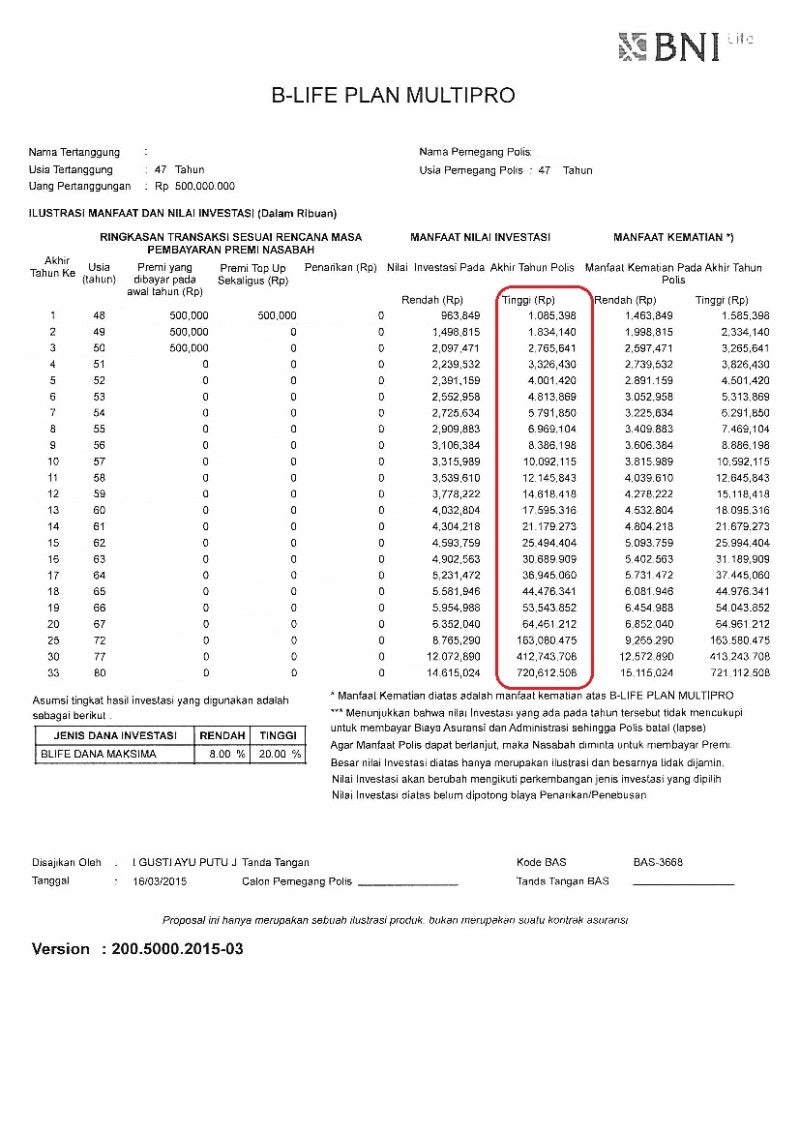 BNI Life
B-LIFE PLAN MULTIPRO
Nama Tertanggung :
Nama Pemegang Polis:
Usia Tertanggung : 47 Tahun
Usia Pemegang Polis : 47 Tahun
Uang Pertanggungan : Rp 500.000.000
ILUSTRASI MANFAAT DAN NILAI INVESTASI (Dalam Ribuan)
RINGKASAN TRANSAKSI SESUAI RENCANA MASA PEMBAYARAN PREMI NASABAH
MANFAAT NILAI INVESTASI
MANFAAT KEMATIAN *)
Akhir Tahun Ke
Usia (tahun)
Premi yang dibayar pada awal tahun (Rp)
Premi Top Up Sekaligus (Rp)
Penarikan (Rp)
Nilai Investasi Pada Akhir Tahun Polis
Manfaat Kematian Pada Akhir Tahun Polis
Rendah (Rp) Tinggi (Rp) Rendah (Rp) Tinggi (Rp)
1 48 500,000 500,000 0 963,849 1.085,398 1,463,849 1.585,398
2 49 500,000 0 0 1,498,815 1.834,140 1,998,815 2,334,140
3 50 500,000 0 0 2,097,471 2,765,641 2,597,471 3,265,641
4 51 0 0 0 2,239,532 3,326,430 2,739,532 3,826,430
5 52 0 0 0 2,391,159 4.001,420 2,891.159 4,501,420
6 53 0 0 0 2,552,958 4,813,869 3,052,958 5,313,869
7 54 0 0 0 2,725,634 5.791,850 3,225,634 6,291,850
8 55 0 0 0 2,909,883 6.969,104 3,409,883 7,469,104
9 56 0 0 0 3,106,384 8.386,198 3,606,384 8,886,198
10 57 0 0 0 3,315,989 10,092,115 3,815,989 10,592,115
11 58 0 0 0 3,539,610 12.145,843 4,039,610 12,645,843
12 59 0 0 0 3,778,222 14.618,418 4,278,222 15,118,418
13 60 0 0 0 4,032,804 17.595,316 4,532,804 18,095,316
14 61 0 0 0 4,304,218 21.179,273 4,804,218 21,679,273
15 62 0 0 0 4,593,759 25,494,404 5,093,759 25,994,404
16 63 0 0 0 4,902,563 30,689,909 5,402,563 31,189,909
17 64 0 0 0 5,231,472 36,945,060 5,731,472 37,445,060
18 65 0 0 0 5,581,946 44,476,341 6,081,946 44,976,341
19 66 0 0 0 5,954,988 53,543,852 6,454,988 54,043,852
20 67 0 0 0 6,352,040 64,461,212 6,852,040 64,961,212
25 72 0 0 0 8,765,290 163,080,475 9,265,290 163,580,475
30 77 0 0 0 12,072,890 412,743,708 12,572,890 413,243,708
33 80 0 0 0 14,615,024 720,612,508 15,115,024 721,112,508
Asumsi tingkat hasil investasi yang digunakan adalah
sebagai berikut :
JENIS DANA INVESTASI RENDAH TINGGI
BLIFE DANA MAKSIMA 8.00 % 20.00 %
* Manfaat Kematian diatas adalah manfaat kematian atas B-LIFE PLAN MULTIPRO
*** Menunjukkan bahwa nilai Investasi yang ada pada tahun tersebut tidak mencukupi
untuk membayar Biaya Asuransi dan Administrasi sehingga Polis batal (lapse)
Agar Manfaat Polis dapat berlanjut, maka Nasabah diminta untuk membayar Premi.
Besar nilai Investasi diatas hanya merupakan ilustrasi dan besarnya tidak dijamin.
Nilai Investasi akan berubah mengikuti perkembangan jenis investasi yang dipilih
Nilai Investasi diatas belum dipotong biaya Penarikan/Penebusan
Disajikan Oleh : I GUSTI AYU PUTU J Tanda Tangan
Kode BAS BAS-3668
Tanggal : 16/03/2015 Calon Pemegang Polis
Tanda Tangan BAS
Proposal ini hanya merupakan sebuah ilustrasi produk, bukan merupakan suatu kontrak asuransi
Version : 200.5000.2015-03